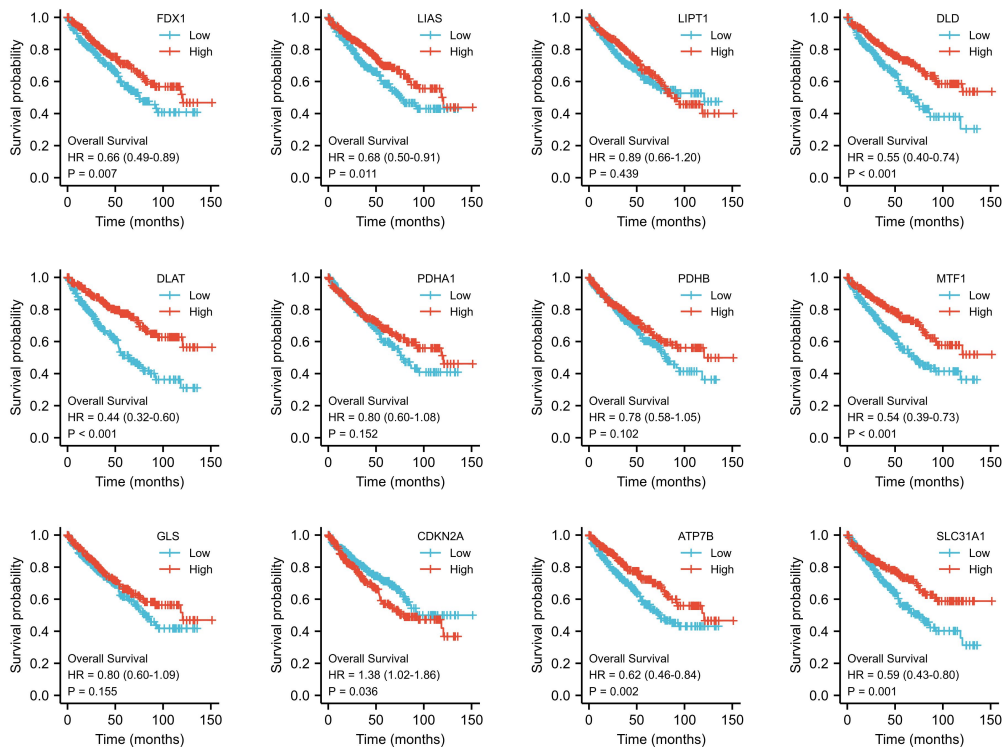 FDX1
Low
High
Survival probability
1.0
0.8
0.6
0.4
0.2
0.0
Overall Survival
HR = 0.66 (0.49-0.89)
P = 0.007
0 50 100 150
Time (months)
LIAS
Low
High
Survival probability
1.0
0.8
0.6
0.4
0.2
0.0
Overall Survival
HR = 0.68 (0.50-0.91)
P = 0.011
0 50 100 150
Time (months)
LIPT1
Low
High
Survival probability
1.0
0.8
0.6
0.4
0.2
0.0
Overall Survival
HR = 0.89 (0.66-1.20)
P = 0.439
0 50 100 150
Time (months)
DLD
Low
High
Survival probability
1.0
0.8
0.6
0.4
0.2
0.0
Overall Survival
HR = 0.55 (0.40-0.74)
P < 0.001
0 50 100 150
Time (months)
DLAT
Low
High
Survival probability
1.0
0.8
0.6
0.4
0.2
0.0
Overall Survival
HR = 0.44 (0.32-0.60)
P < 0.001
0 50 100 150
Time (months)
PDHA1
Low
High
Survival probability
1.0
0.8
0.6
0.4
0.2
0.0
Overall Survival
HR = 0.80 (0.60-1.08)
P = 0.152
0 50 100 150
Time (months)
PDHB
Low
High
Survival probability
1.0
0.8
0.6
0.4
0.2
0.0
Overall Survival
HR = 0.78 (0.58-1.05)
P = 0.102
0 50 100 150
Time (months)
MTF1
Low
High
Survival probability
1.0
0.8
0.6
0.4
0.2
0.0
Overall Survival
HR = 0.54 (0.39-0.73)
P < 0.001
0 50 100 150
Time (months)
GLS
Low
High
Survival probability
1.0
0.8
0.6
0.4
0.2
0.0
Overall Survival
HR = 0.80 (0.60-1.09)
P = 0.155
0 50 100 150
Time (months)
CDKN2A
Low
High
Survival probability
1.0
0.8
0.6
0.4
0.2
0.0
Overall Survival
HR = 1.38 (1.02-1.86)
P = 0.036
0 50 100 150
Time (months)
ATP7B
Low
High
Survival probability
1.0
0.8
0.6
0.4
0.2
0.0
Overall Survival
HR = 0.62 (0.46-0.84)
P = 0.002
0 50 100 150
Time (months)
SLC31A1
Low
High
Survival probability
1.0
0.8
0.6
0.4
0.2
0.0
Overall Survival
HR = 0.59 (0.43-0.80)
P = 0.001
0 50 100 150
Time (months)